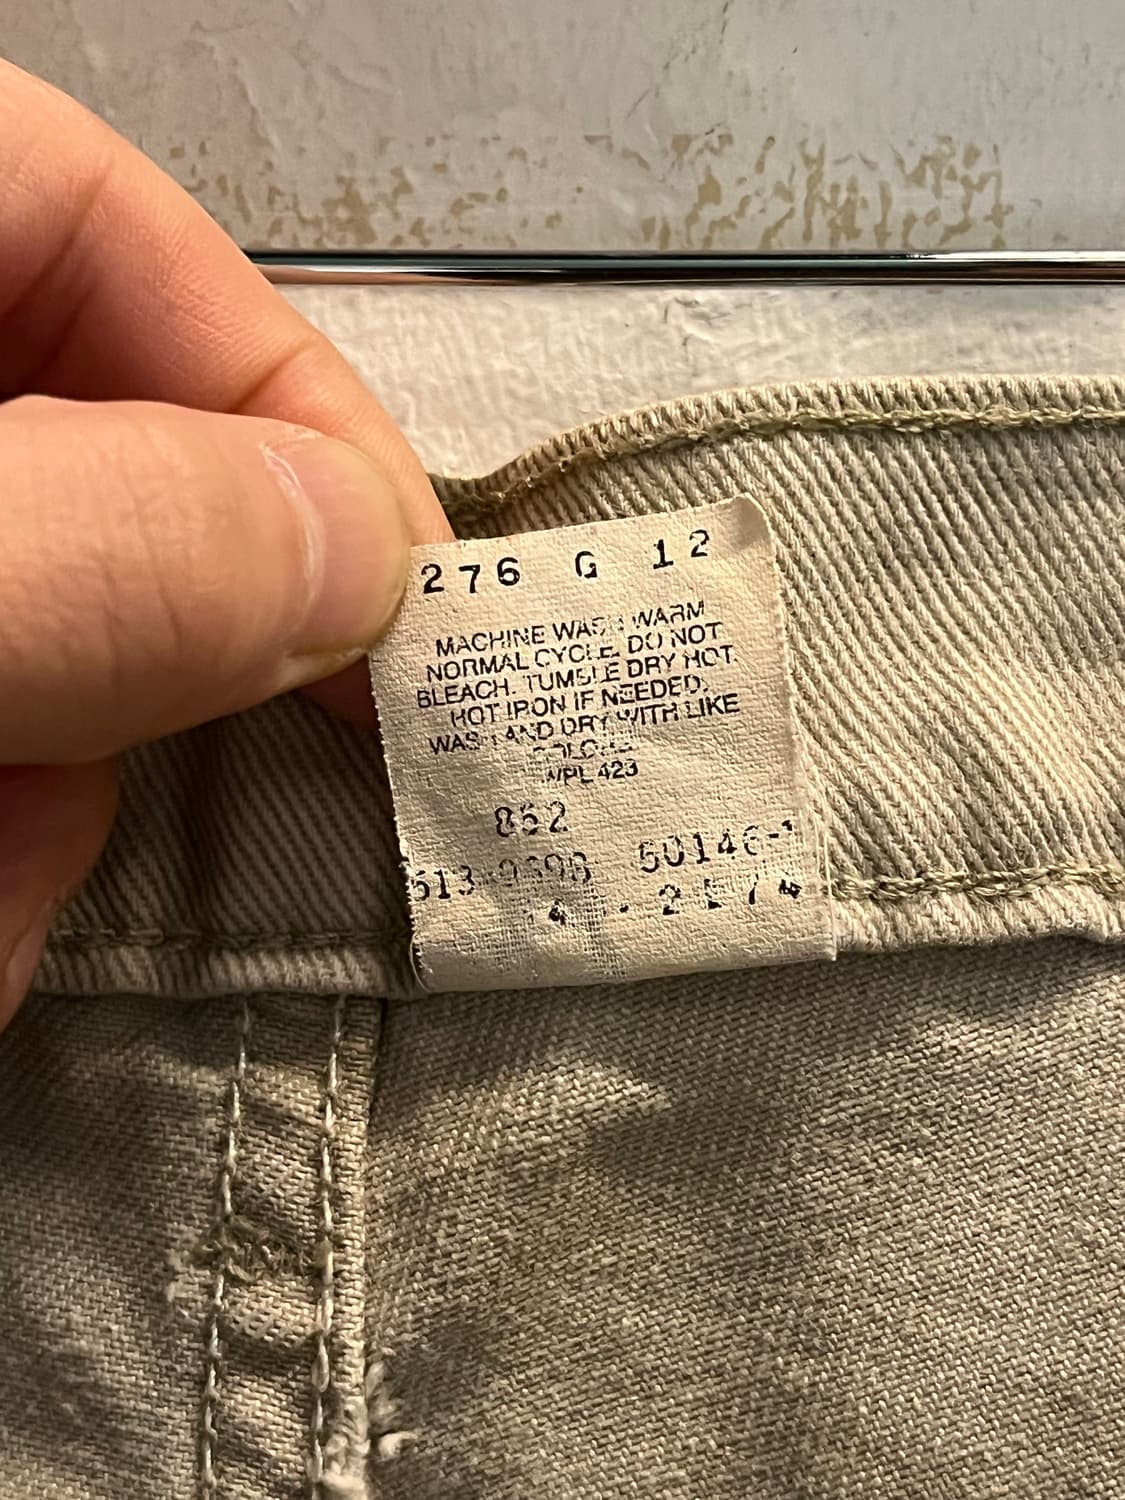 276 G 12
MACHINE WASH WARM
NORMAL CYCLE. DO NOT
BLEACH. TUMBLE DRY HOT.
HOT IRON IF NEEDED.
WASH AND DRY WITH LIKE
COLORS
WPL 423
852